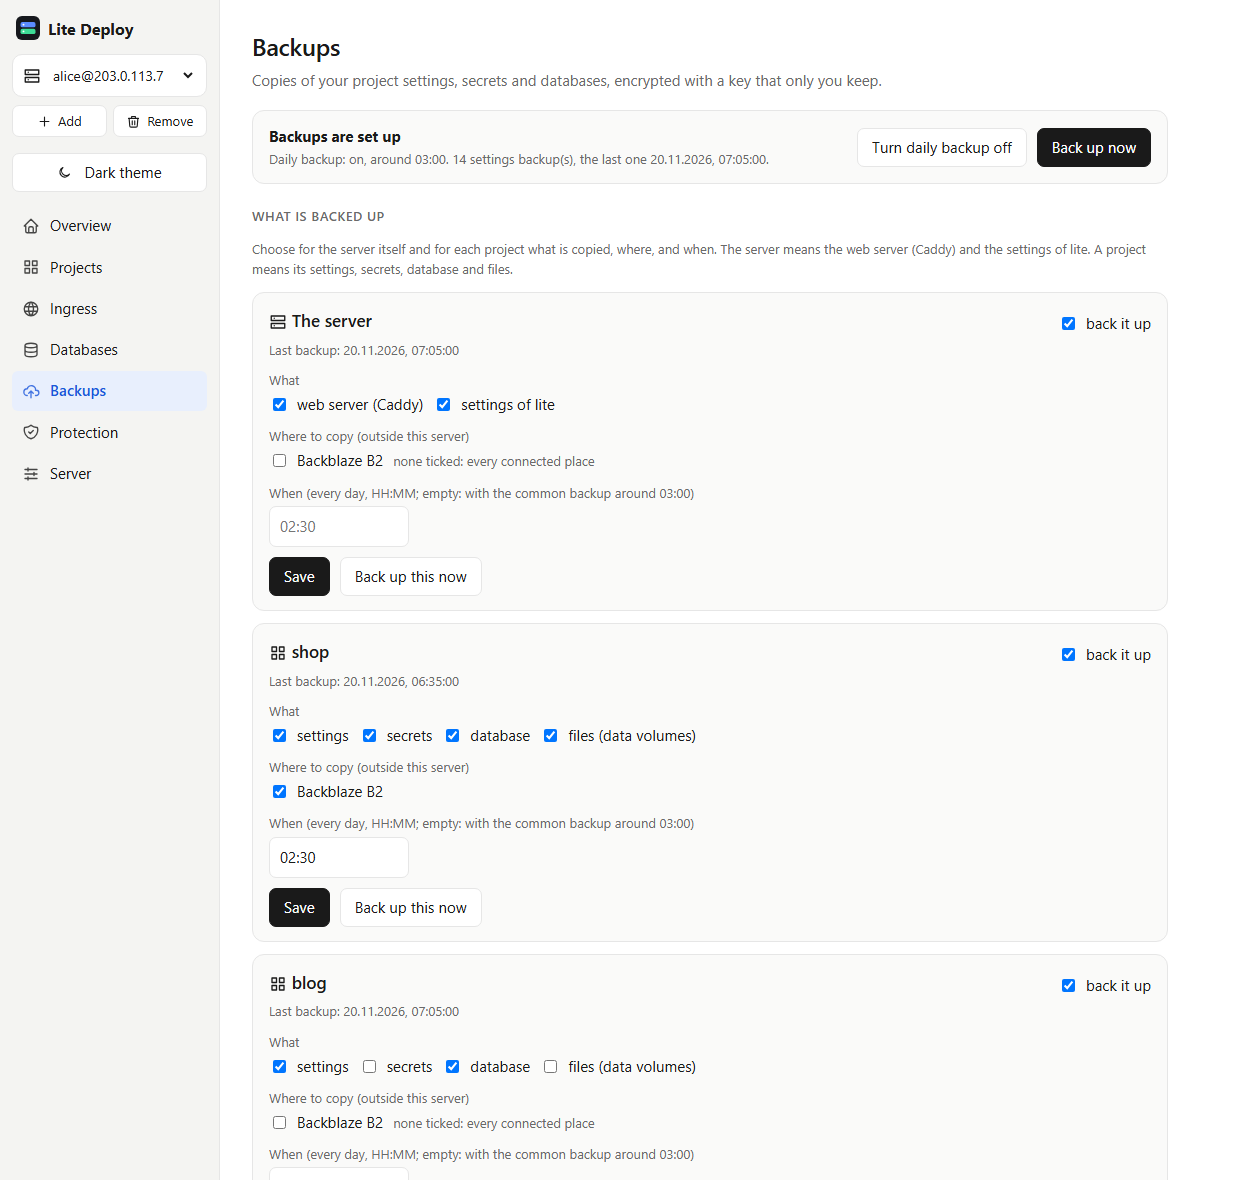 Lite Deploy
alice@203.0.113.7
Add
Remove
Dark theme
Overview
Projects
Ingress
Databases
Backups
Protection
Server
Backups
Copies of your project settings, secrets and databases, encrypted with a key that only you keep.
Backups are set up
Daily backup: on, around 03:00. 14 settings backup(s), the last one 20.11.2026, 07:05:00.
Turn daily backup off
Back up now
WHAT IS BACKED UP
Choose for the server itself and for each project what is copied, where, and when. The server means the web server (Caddy) and the settings of lite. A project
means its settings, secrets, database and files.
The server
back it up
Last backup: 20.11.2026, 07:05:00
What
web server (Caddy) settings of lite
Where to copy (outside this server)
Backblaze B2 none ticked: every connected place
When (every day, HH:MM; empty: with the common backup around 03:00)
02:30
Save
Back up this now
shop
back it up
Last backup: 20.11.2026, 06:35:00
What
settings secrets database files (data volumes)
Where to copy (outside this server)
Backblaze B2
When (every day, HH:MM; empty: with the common backup around 03:00)
02:30
Save
Back up this now
blog
back it up
Last backup: 20.11.2026, 07:05:00
What
settings secrets database files (data volumes)
Where to copy (outside this server)
Backblaze B2 none ticked: every connected place
When (every day, HH:MM; empty: with the common backup around 03:00)